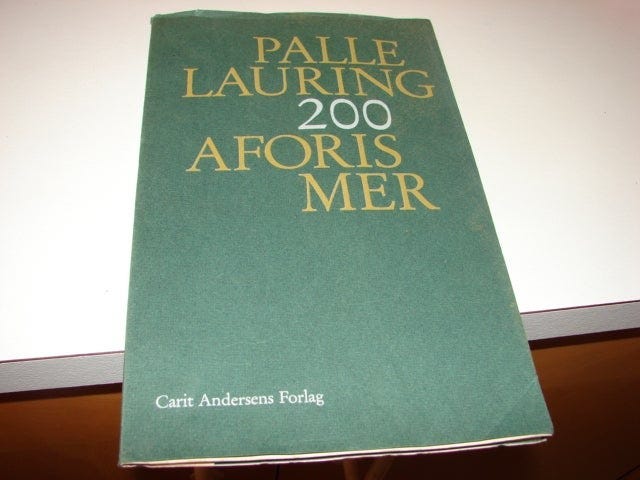 PALLE
LAURING
200
AFORIS
MER
Carit Andersens Forlag